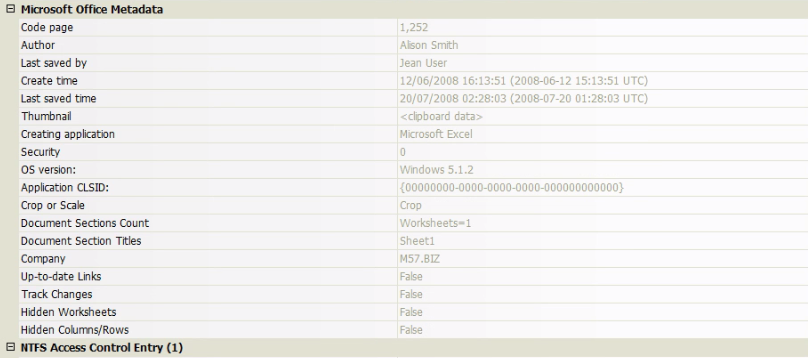 Microsoft Office Metadata
Code page 1,252
Author Alison Smith
Last saved by Jean User
Create time 12/06/2008 16:13:51 (2008-06-12 15:13:51 UTC)
Last saved time 20/07/2008 02:28:03 (2008-07-20 01:28:03 UTC)
Thumbnail <clipboard data>
Creating application Microsoft Excel
Security 0
OS version: Windows 5.1.2
Application CLSID: {00000000-0000-0000-0000-000000000000}
Crop or Scale Crop
Document Sections Count Worksheets=1
Document Section Titles Sheet1
Company M57.BIZ
Up-to-date Links False
Track Changes False
Hidden Worksheets False
Hidden Columns/Rows False
NTFS Access Control Entry (1)